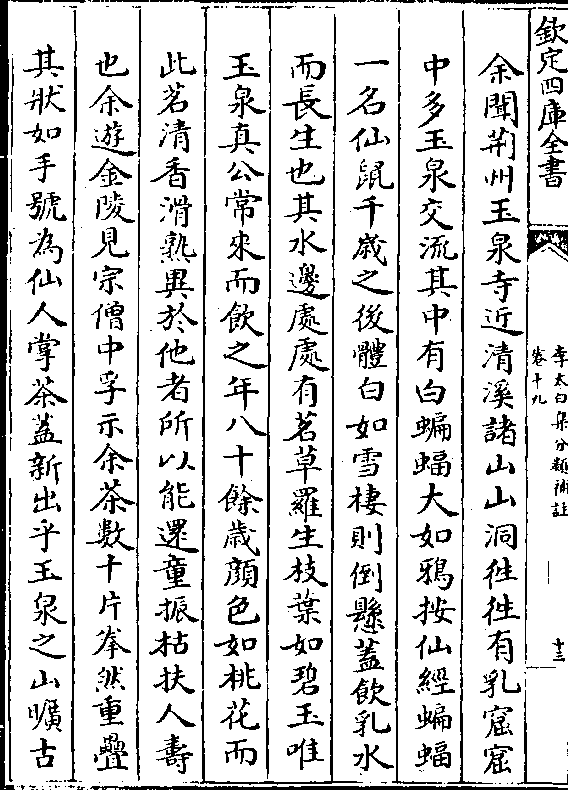 欽定四庫全書
李太白集分類補註
卷十九
十三
余聞荆州玉泉寺近清溪諸山山洞徃徃有乳窟窟
中多玉泉交流其中有白蝙蝠大如鴉按仙經蝙蝠
一名仙鼠千歳之後體白如雪棲則倒懸蓋飲乳水
而長生也其水邊處處有茗草羅生枝葉如碧玉唯
玉泉真公常來而飲之年八十餘歳顔色如桃花而
此茗清香滑熟異於他者所以能還童振枯扶人壽
也余遊金陵見宗僧中孚示余茶數十片拳然重疊
其狀如手號為仙人掌茶蓋新出乎玉泉之山曠古